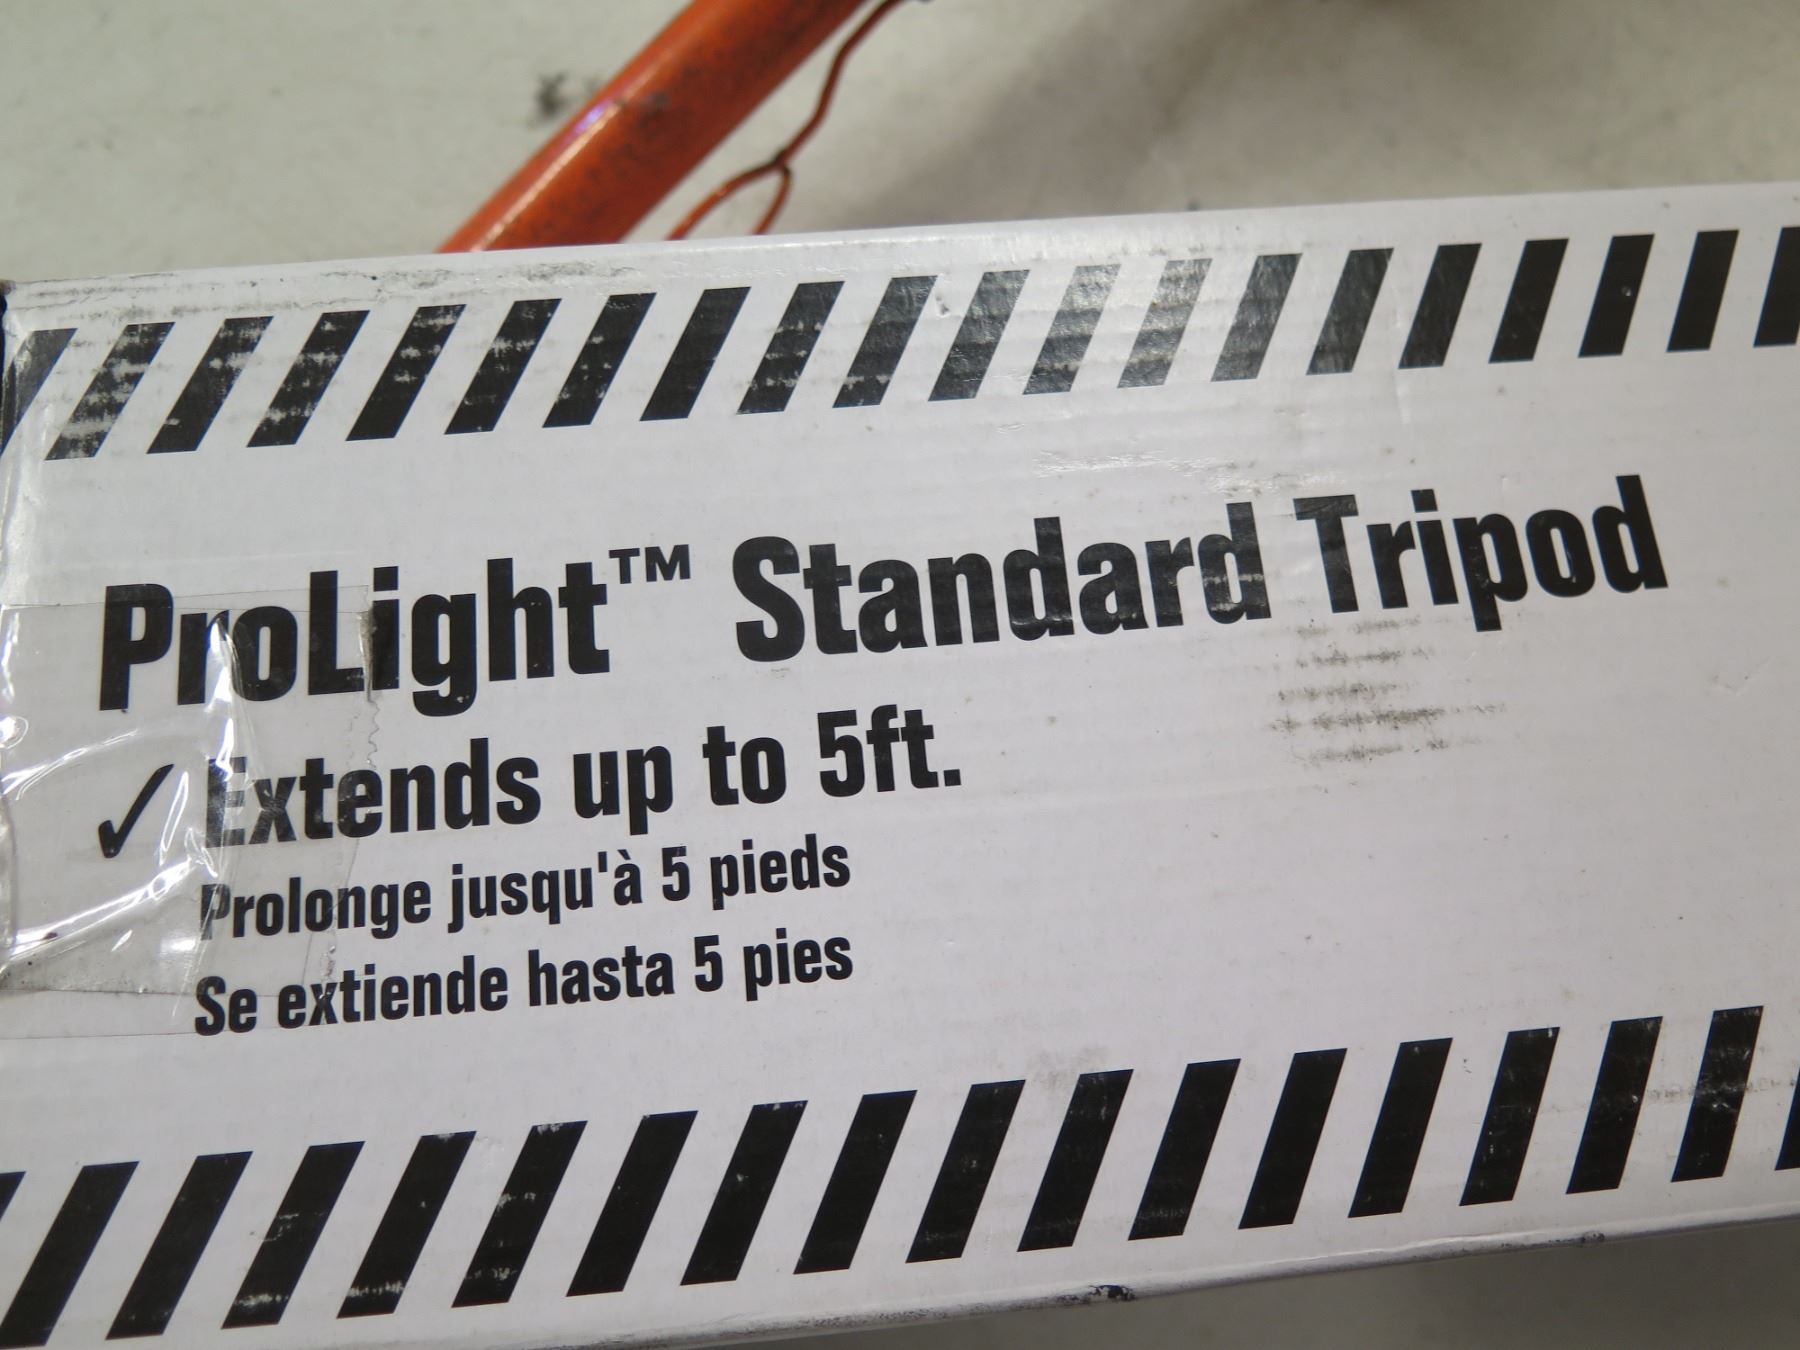 ProLight™ Standard Tripod
✓ Extends up to 5ft.
Prolonge jusqu'à 5 pieds
Se extiende hasta 5 pies